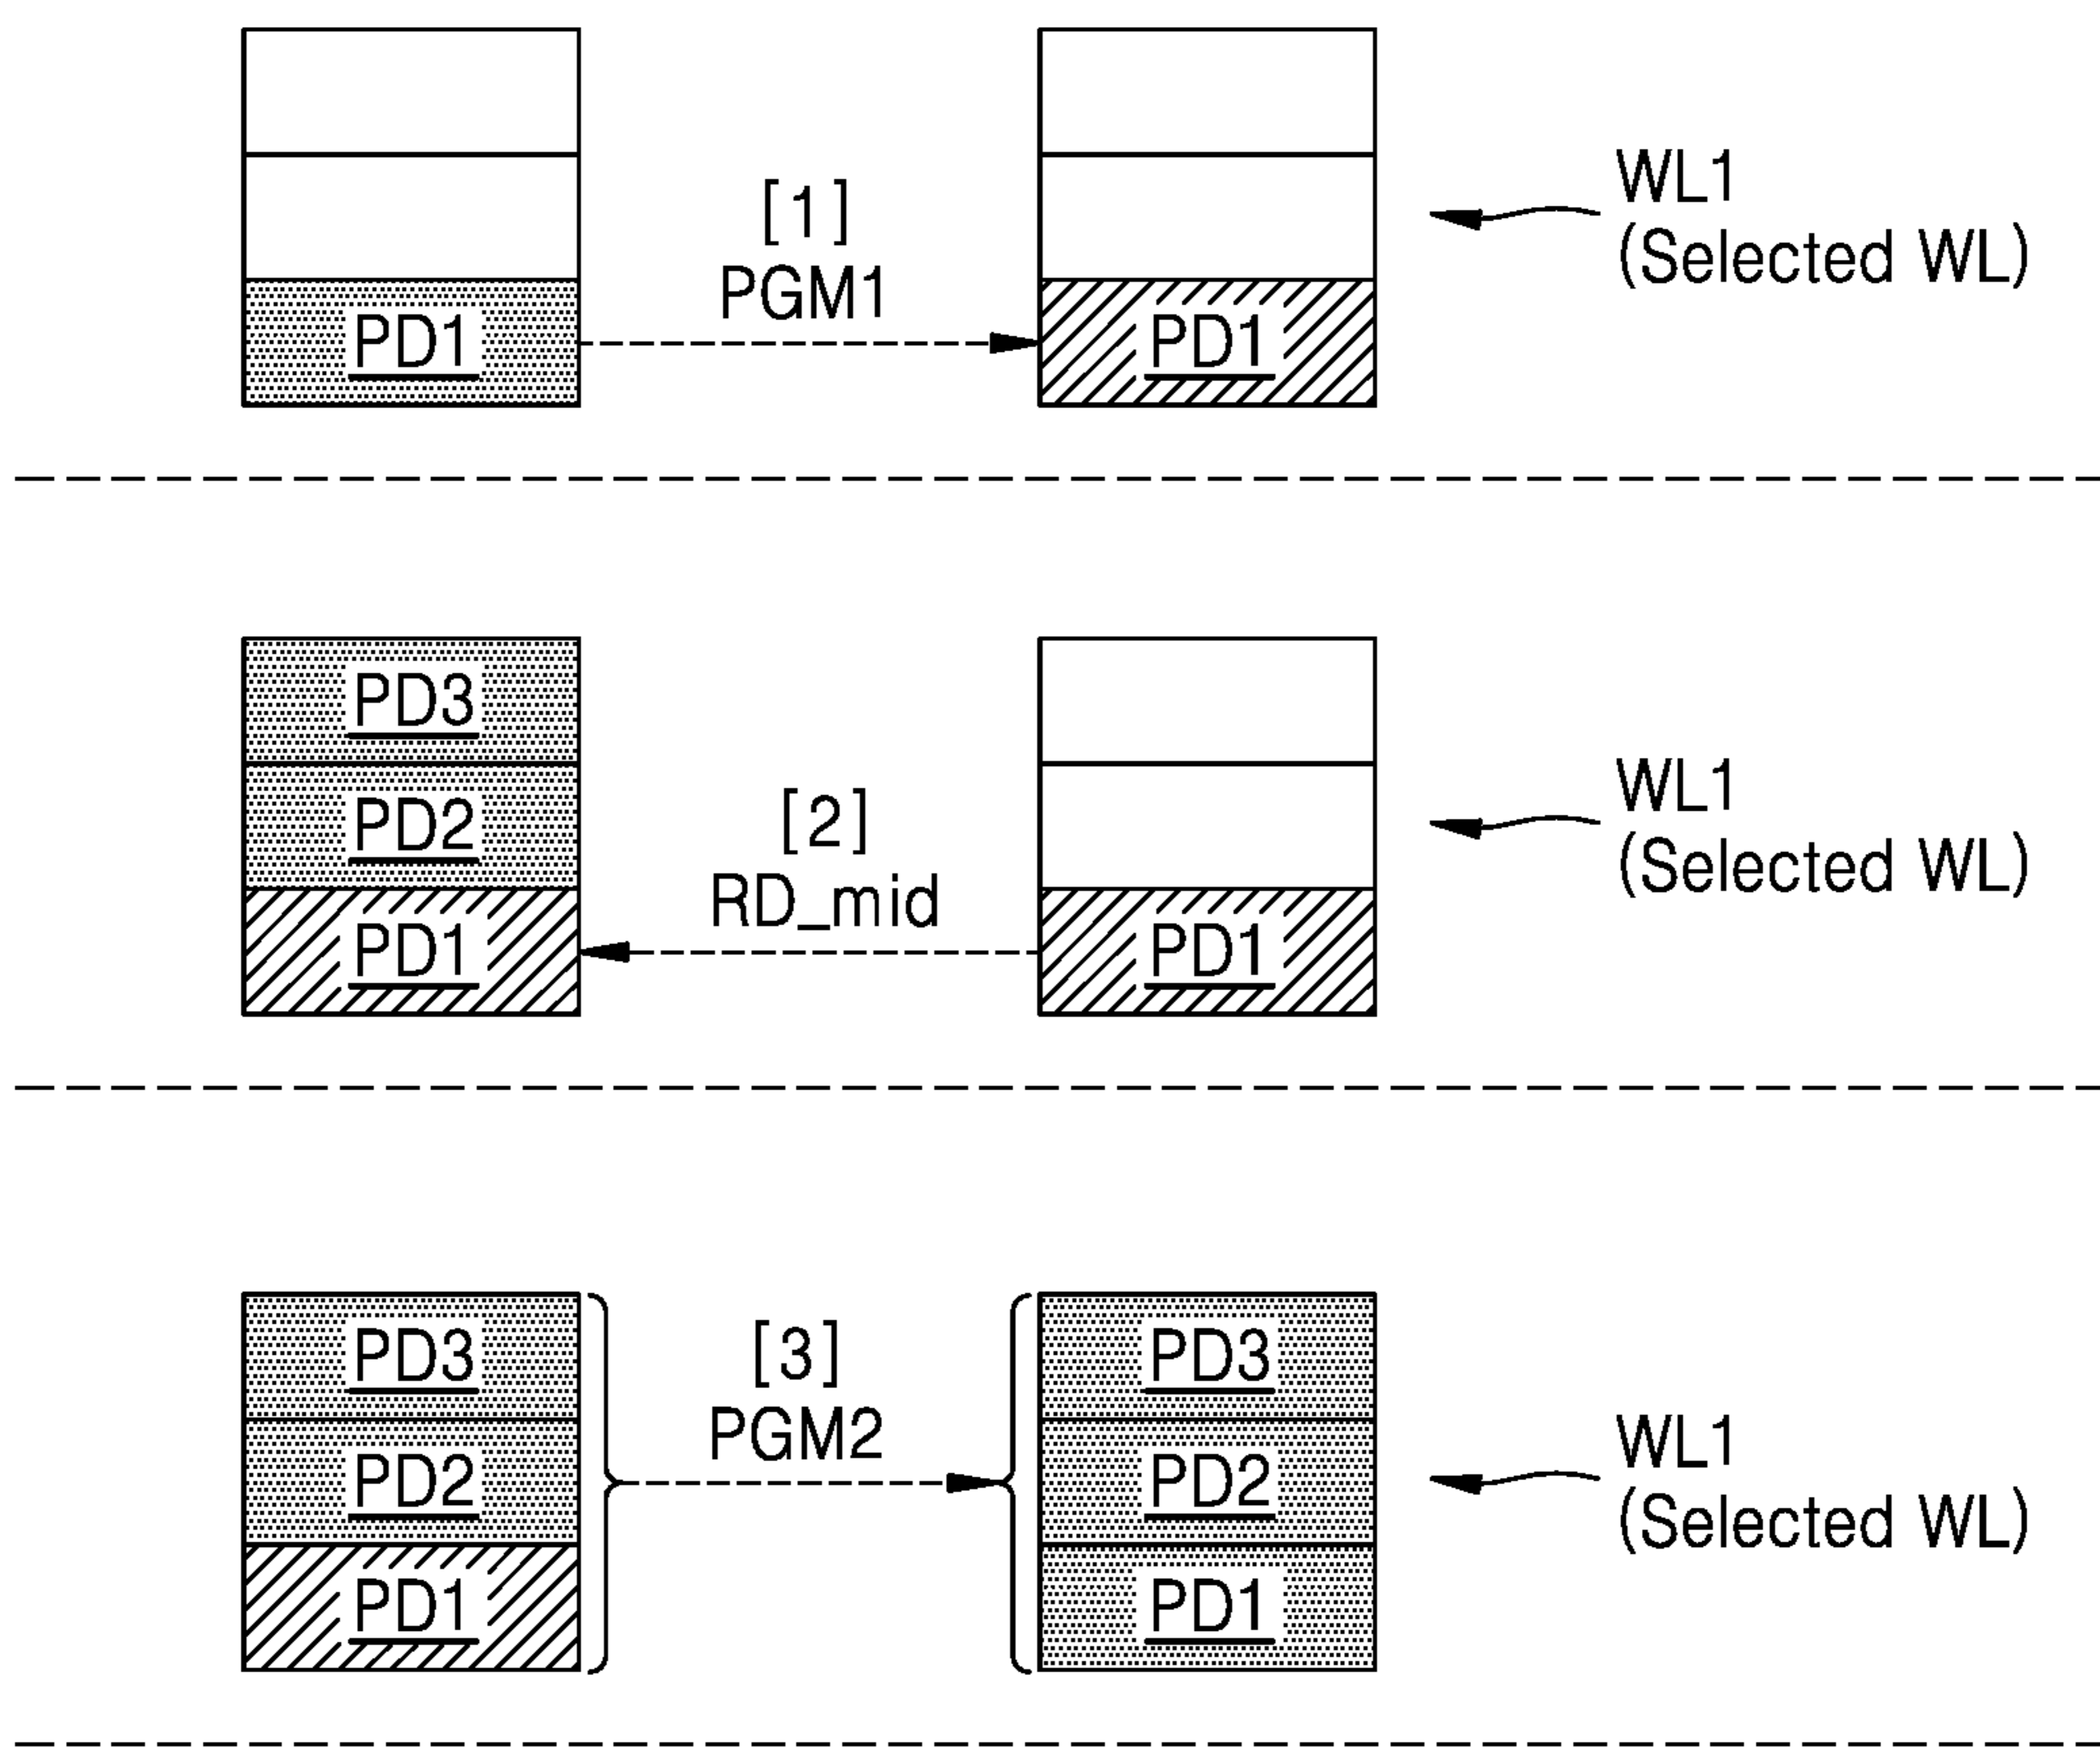 [1]
PGM1
PD1
PD1
WL1
(Selected WL)
PD3
PD2
PD1
[2]
RD_mid
PD1
WL1
(Selected WL)
PD3
PD2
PD1
[3]
PGM2
PD3
PD2
PD1
WL1
(Selected WL)